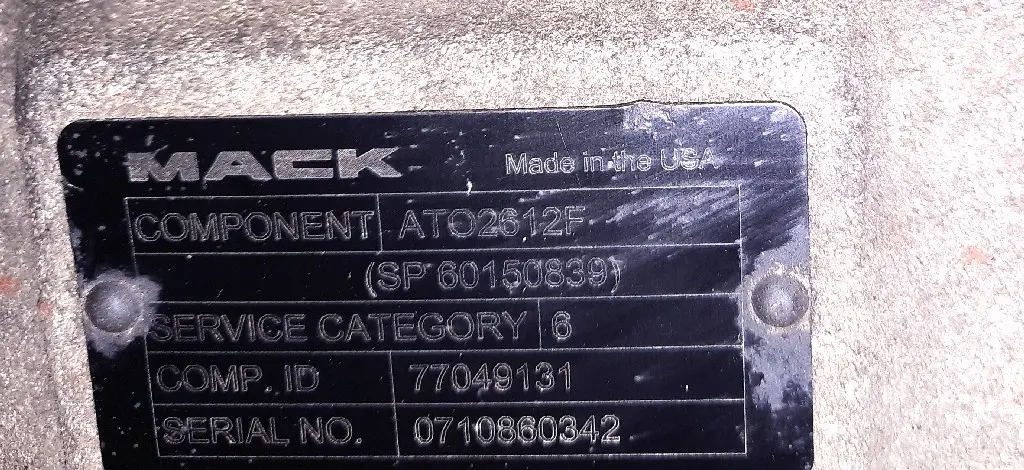 MACK Made in the USA
COMPONENT ATO2612F
(SP 60150839)
SERVICE CATEGORY 6
COMP. ID 77049131
SERIAL NO. 0710860342